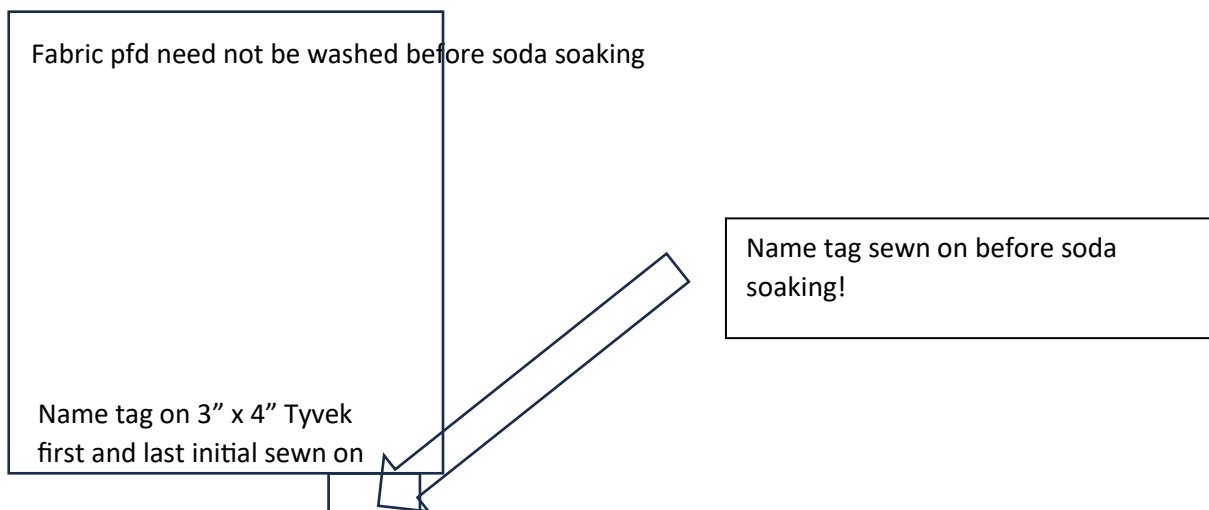 Fabric pfd need not be washed before soda soaking
Name tag sewn on before soda
soaking!
Name tag on 3” x 4” Tyvek
first and last initial sewn on